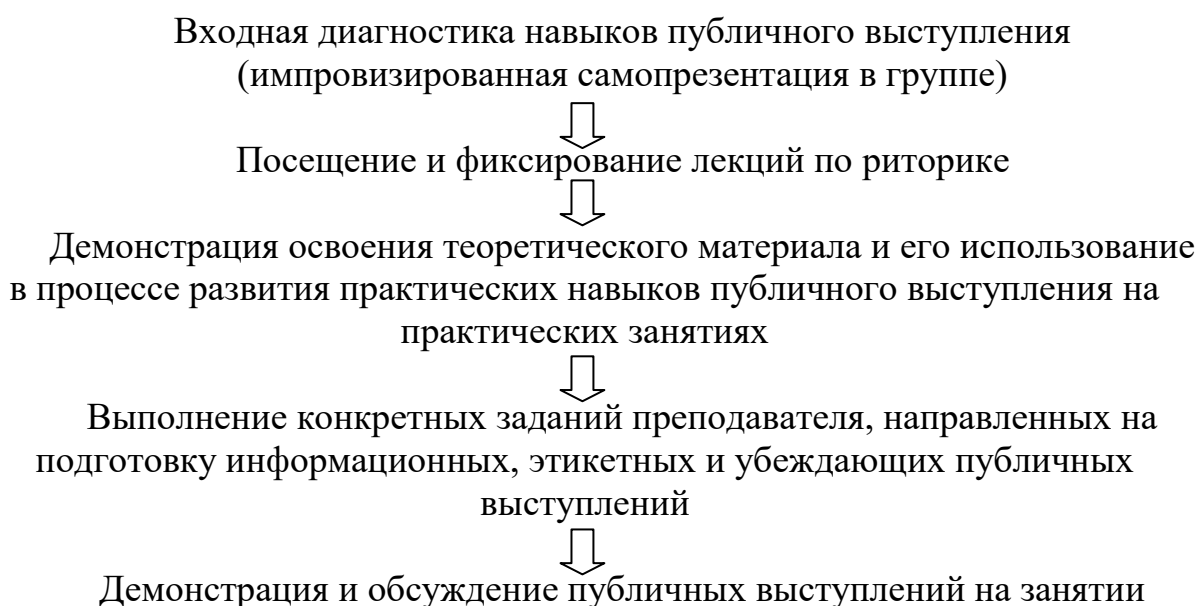 Входная диагностика навыков публичного выступления
(импровизированная самопрезентация в группе)
Посещение и фиксирование лекций по риторике
Демонстрация освоения теоретического материала и его использование
в процессе развития практических навыков публичного выступления на
практических занятиях
Выполнение конкретных заданий преподавателя, направленных на
подготовку информационных, этикетных и убеждающих публичных
выступлений
Демонстрация и обсуждение публичных выступлений на занятии